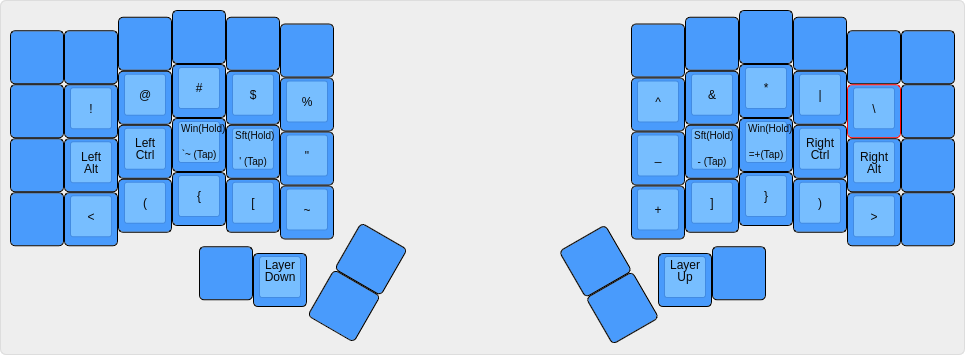 ! @ # $ %
^ & * | \
Left Alt
Left Ctrl
Win(Hold)
`~ (Tap)
Sft(Hold)
' (Tap)
"
_
Sft(Hold)
- (Tap)
Win(Hold)
=+(Tap)
Right Ctrl
Right Alt
< ( { [ ~
+ ] } ) >
Layer Down
Layer Up